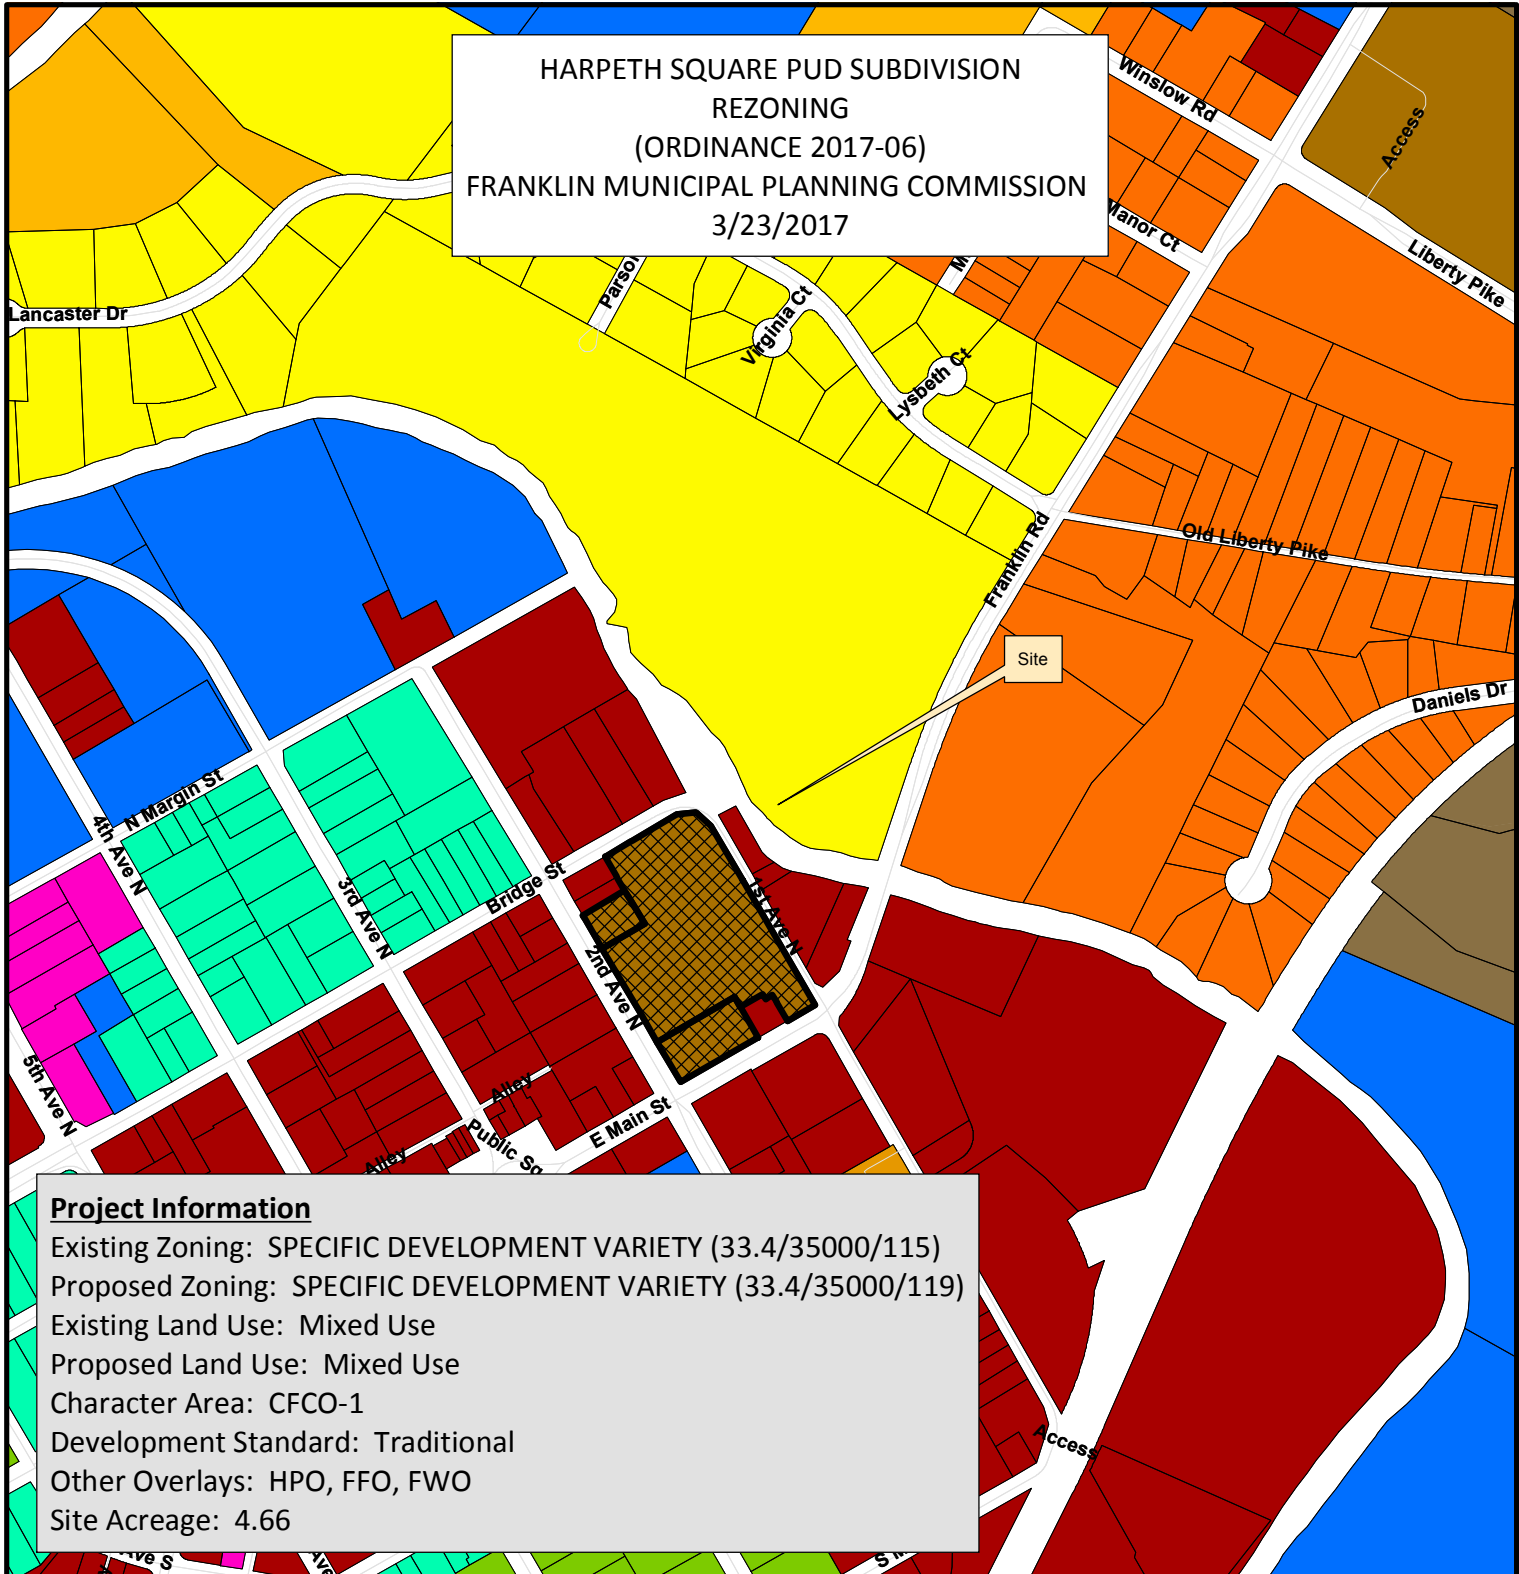 HARPETH SQUARE PUD SUBDIVISION
REZONING
(ORDINANCE 2017-06)
FRANKLIN MUNICIPAL PLANNING COMMISSION
3/23/2017
Winslow Rd
Access
Manor Ct
Liberty Pike
Lancaster Dr
Virginia Ct
Lysbeth Ct
Franklin Rd
Old Liberty Pike
Site
Daniels Dr
N Margin St
4th Ave N
3rd Ave N
Bridge St
1st Ave N
2nd Ave N
5th Ave N
Alley
E Main St
Public Sq
Alley
Project Information
Existing Zoning: SPECIFIC DEVELOPMENT VARIETY (33.4/35000/115)
Proposed Zoning: SPECIFIC DEVELOPMENT VARIETY (33.4/35000/119)
Existing Land Use: Mixed Use
Proposed Land Use: Mixed Use
Character Area: CFCO-1
Development Standard: Traditional
Other Overlays: HPO, FFO, FWO
Site Acreage: 4.66
Access
Ave S
Ave